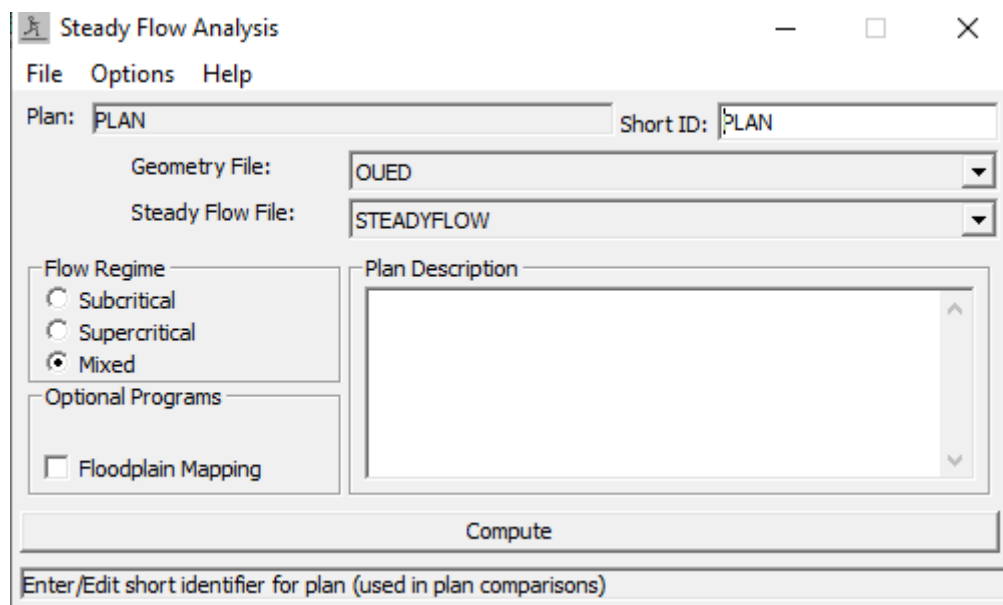 Steady Flow Analysis
File Options Help
Plan: PLAN Short ID: PLAN
Geometry File: OUED
Steady Flow File: STEADYFLOW
Flow Regime
Subcritical
Supercritical
Mixed
Plan Description
Optional Programs
Floodplain Mapping
Compute
Enter/Edit short identifier for plan (used in plan comparisons)